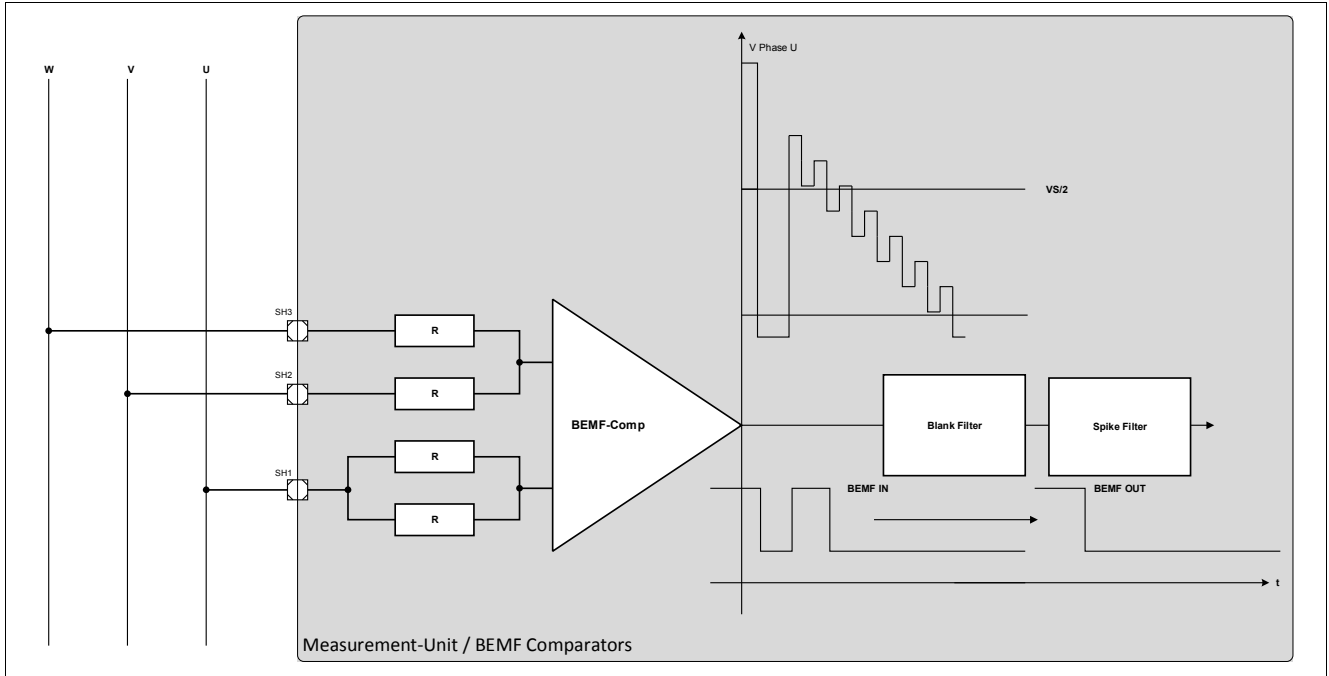 V Phase U
W
V
U
VS/2
SH3
R
SH2
R
BEMF-Comp
Blank Filter
Spike Filter
R
SH1
BEMF IN
BEMF OUT
R
t
Measurement-Unit / BEMF Comparators